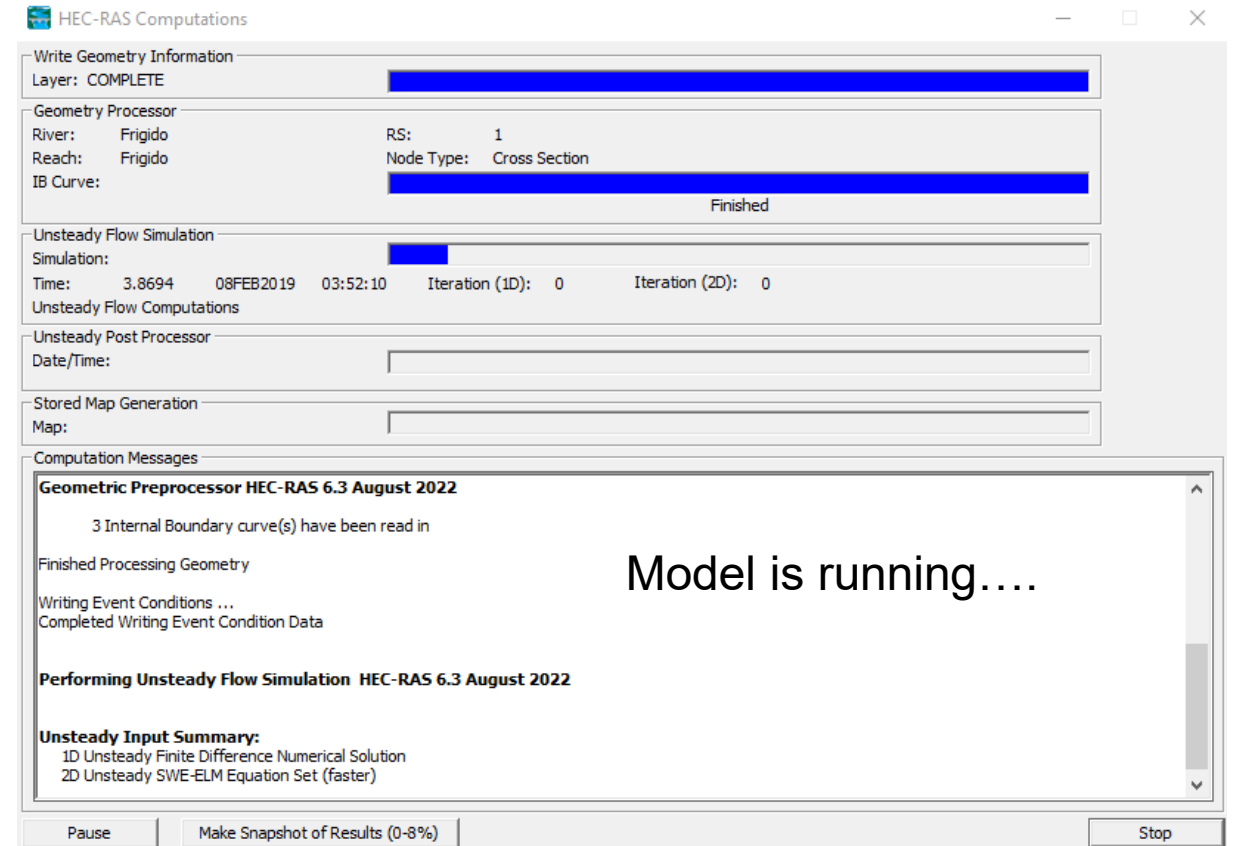 HEC-RAS Computations
Write Geometry Information
Layer: COMPLETE
Geometry Processor
River: Frigido RS: 1
Reach: Frigido Node Type: Cross Section
IB Curve:
Finished
Unsteady Flow Simulation
Simulation:
Time: 3.8694 08FEB2019 03:52:10 Iteration (1D): 0 Iteration (2D): 0
Unsteady Flow Computations
Unsteady Post Processor
Date/Time:
Stored Map Generation
Map:
Computation Messages
Geometric Preprocessor HEC-RAS 6.3 August 2022
3 Internal Boundary curve(s) have been read in
Finished Processing Geometry
Model is running....
Writing Event Conditions ...
Completed Writing Event Condition Data
Performing Unsteady Flow Simulation HEC-RAS 6.3 August 2022
Unsteady Input Summary:
1D Unsteady Finite Difference Numerical Solution
2D Unsteady SWE-ELM Equation Set (faster)
Pause Make Snapshot of Results (0-8%) Stop